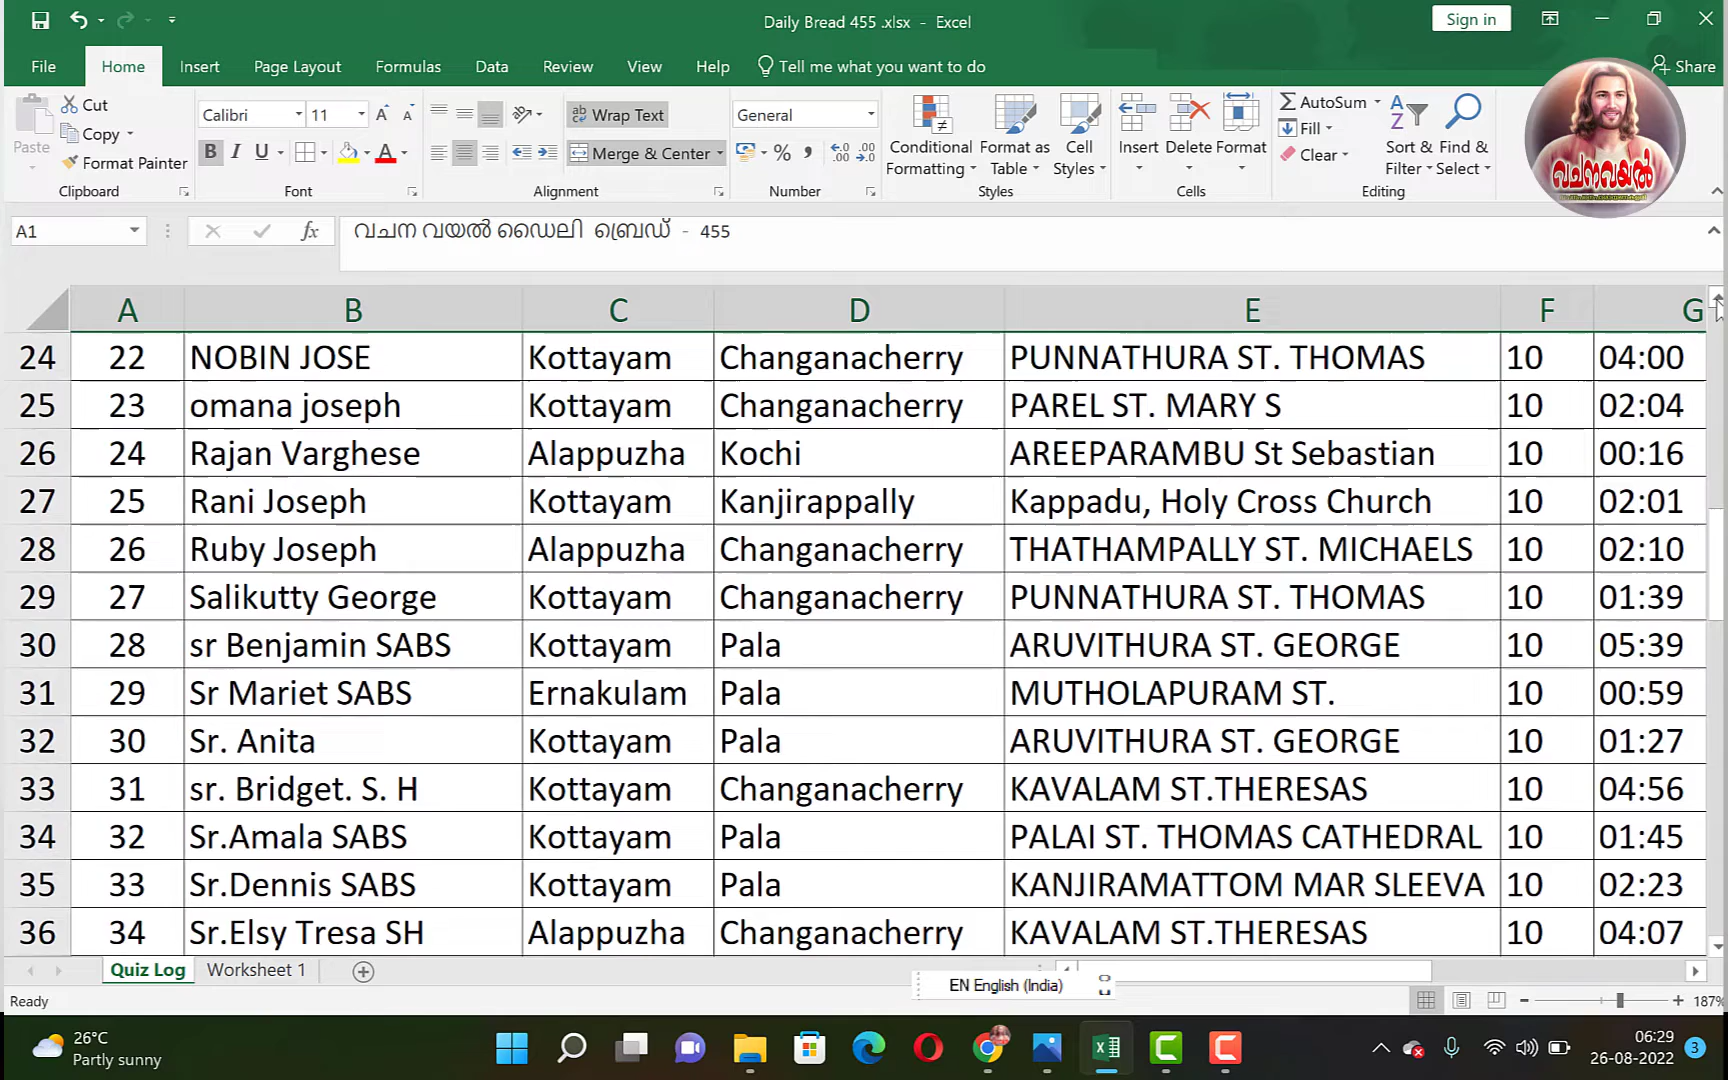 Daily Bread 455 .xlsx - Excel
Sign in
File Home Insert Page Layout Formulas Data Review View Help Tell me what you want to do Share
Paste Cut Copy Format Painter Clipboard
Calibri 11 Font
Wrap Text Merge & Center Alignment
General Number
Conditional Formatting Format as Table Cell Styles Styles
Insert Delete Format Cells
AutoSum Fill Clear Sort & Filter Find & Select Editing
വചനവയൽ
A1 fx വചന വയൽ ഡൈലി ബ്രെഡ് - 455
A B C D E F G
24 22 NOBIN JOSE Kottayam Changanacherry PUNNATHURA ST. THOMAS 10 04:00
25 23 omana joseph Kottayam Changanacherry PAREL ST. MARY S 10 02:04
26 24 Rajan Varghese Alappuzha Kochi AREEPARAMBU St Sebastian 10 00:16
27 25 Rani Joseph Kottayam Kanjirappally Kappadu, Holy Cross Church 10 02:01
28 26 Ruby Joseph Alappuzha Changanacherry THATHAMPALLY ST. MICHAELS 10 02:10
29 27 Salikutty George Kottayam Changanacherry PUNNATHURA ST. THOMAS 10 01:39
30 28 sr Benjamin SABS Kottayam Pala ARUVITHURA ST. GEORGE 10 05:39
31 29 Sr Mariet SABS Ernakulam Pala MUTHOLAPURAM ST. 10 00:59
32 30 Sr. Anita Kottayam Pala ARUVITHURA ST. GEORGE 10 01:27
33 31 sr. Bridget. S. H Kottayam Changanacherry KAVALAM ST.THERESAS 10 04:56
34 32 Sr.Amala SABS Kottayam Pala PALAI ST. THOMAS CATHEDRAL 10 01:45
35 33 Sr.Dennis SABS Kottayam Pala KANJIRAMATTOM MAR SLEEVA 10 02:23
36 34 Sr.Elsy Tresa SH Alappuzha Changanacherry KAVALAM ST.THERESAS 10 04:07
Quiz Log Worksheet 1
EN English (India)
Ready 187%
26°C
Partly sunny
06:29
26-08-2022 3